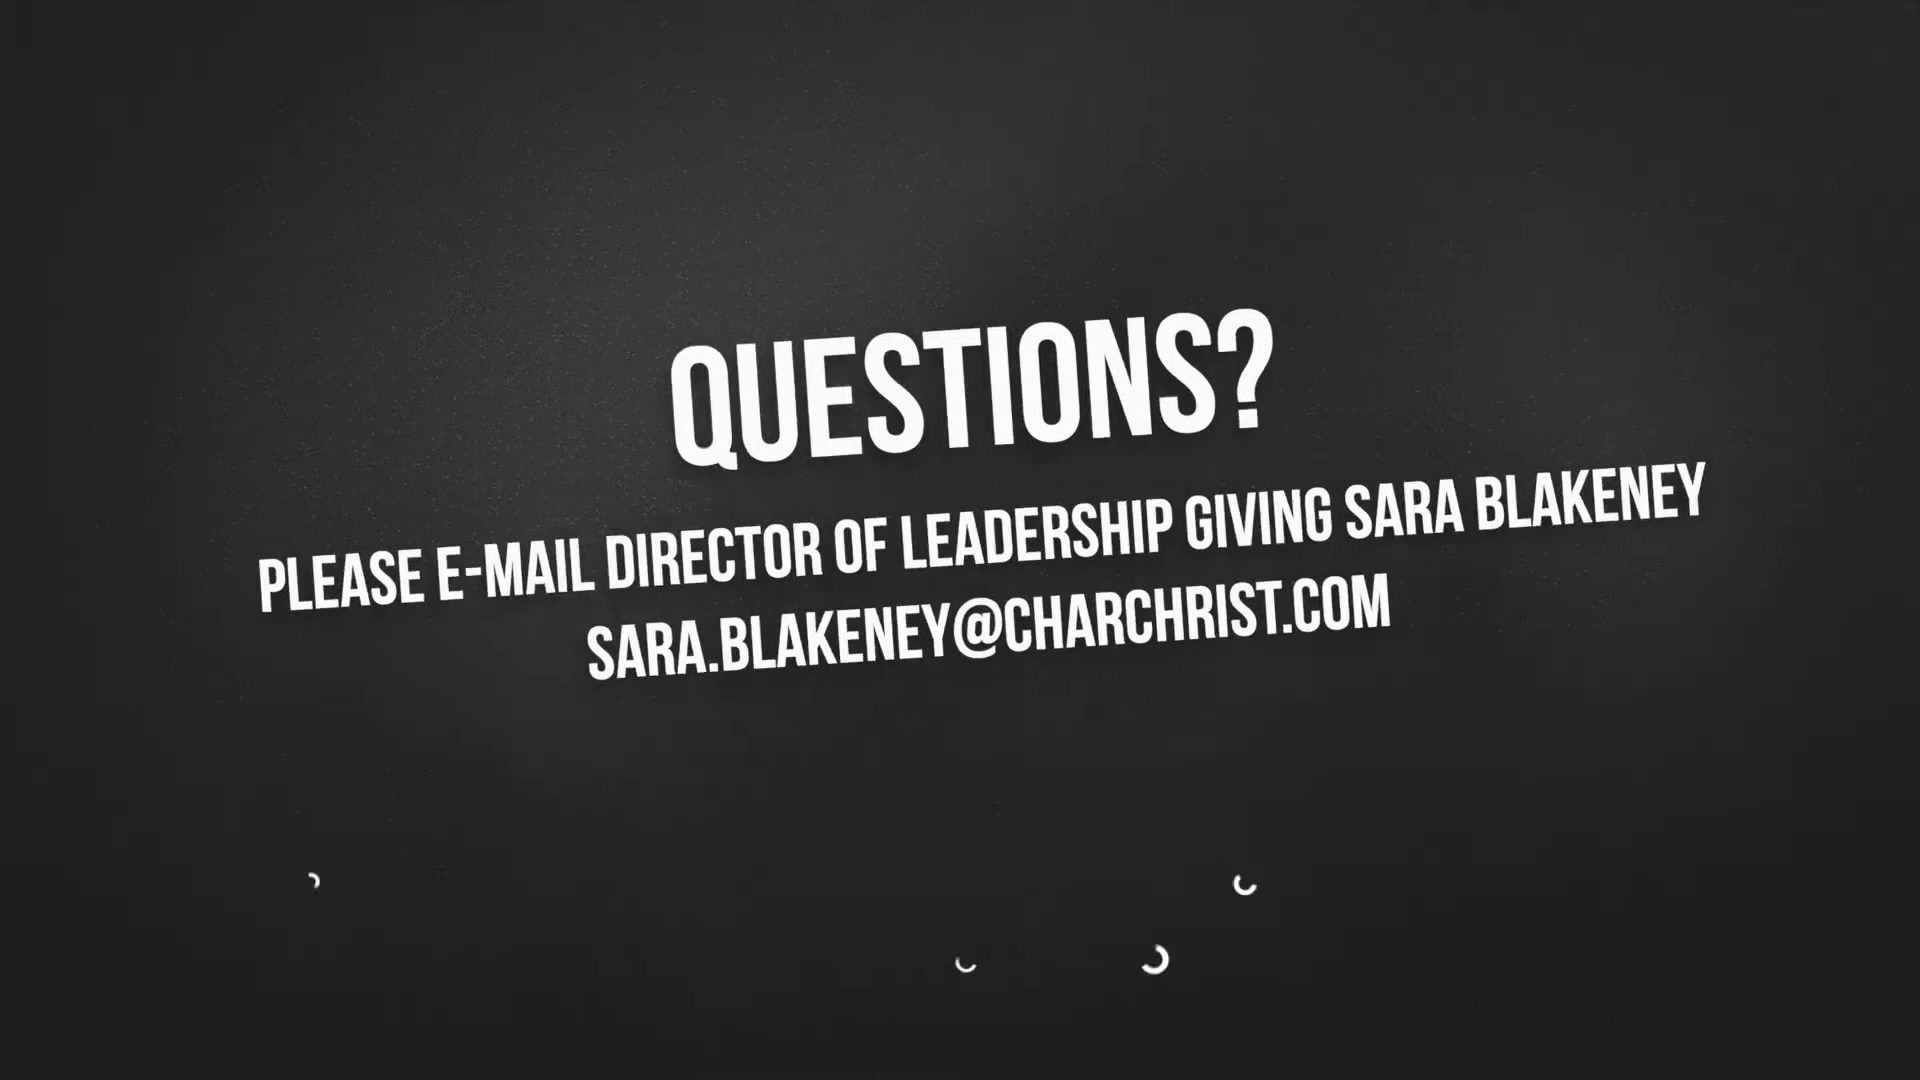 QUESTIONS?
PLEASE E-MAIL DIRECTOR OF LEADERSHIP GIVING SARA BLAKENEY
SARA.BLAKENEY@CHARCHRIST.COM